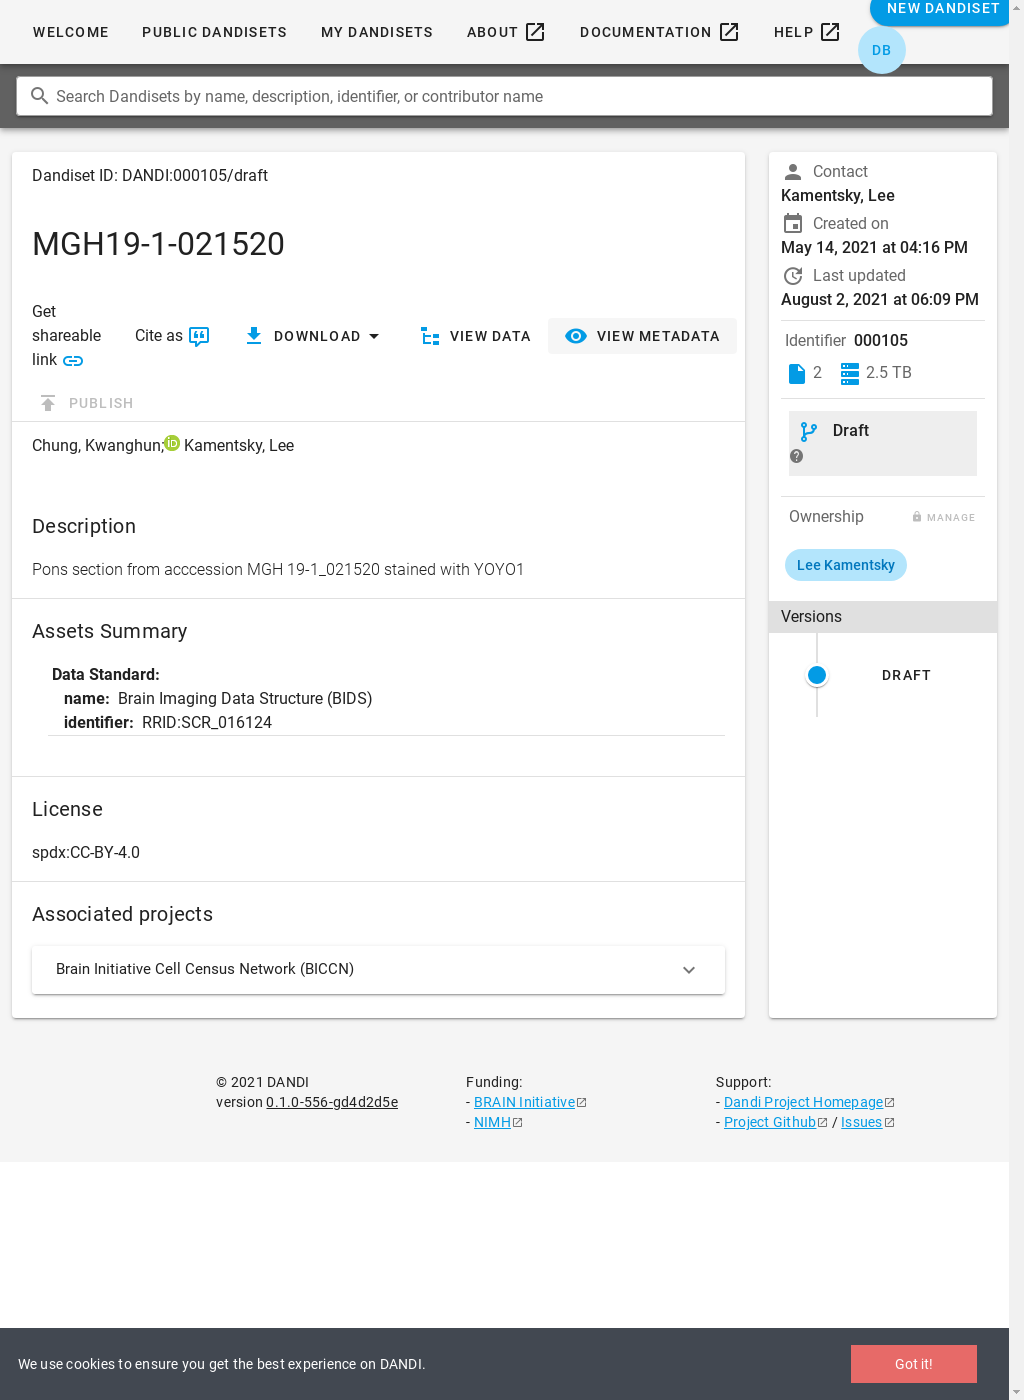 NEW DANDISET
WELCOME PUBLIC DANDISETS MY DANDISETS ABOUT DOCUMENTATION HELP
DB
Search Dandisets by name, description, identifier, or contributor name
Dandiset ID: DANDI:000105/draft
MGH19-1-021520
Get
shareable
link
Cite as DOWNLOAD VIEW DATA VIEW METADATA
PUBLISH
Chung, Kwanghun; Kamentsky, Lee
Description
Pons section from acccession MGH 19-1_021520 stained with YOYO1
Assets Summary
Data Standard:
name: Brain Imaging Data Structure (BIDS)
identifier: RRID:SCR_016124
License
spdx:CC-BY-4.0
Associated projects
Brain Initiative Cell Census Network (BICCN)
Contact
Kamentsky, Lee
Created on
May 14, 2021 at 04:16 PM
Last updated
August 2, 2021 at 06:09 PM
Identifier 000105
2 2.5 TB
Draft
Ownership MANAGE
Lee Kamentsky
Versions
DRAFT
© 2021 DANDI
version 0.1.0-556-gd4d2d5e
Funding:
- BRAIN Initiative
- NIMH
Support:
- Dandi Project Homepage
- Project Github / Issues
We use cookies to ensure you get the best experience on DANDI.
Got it!